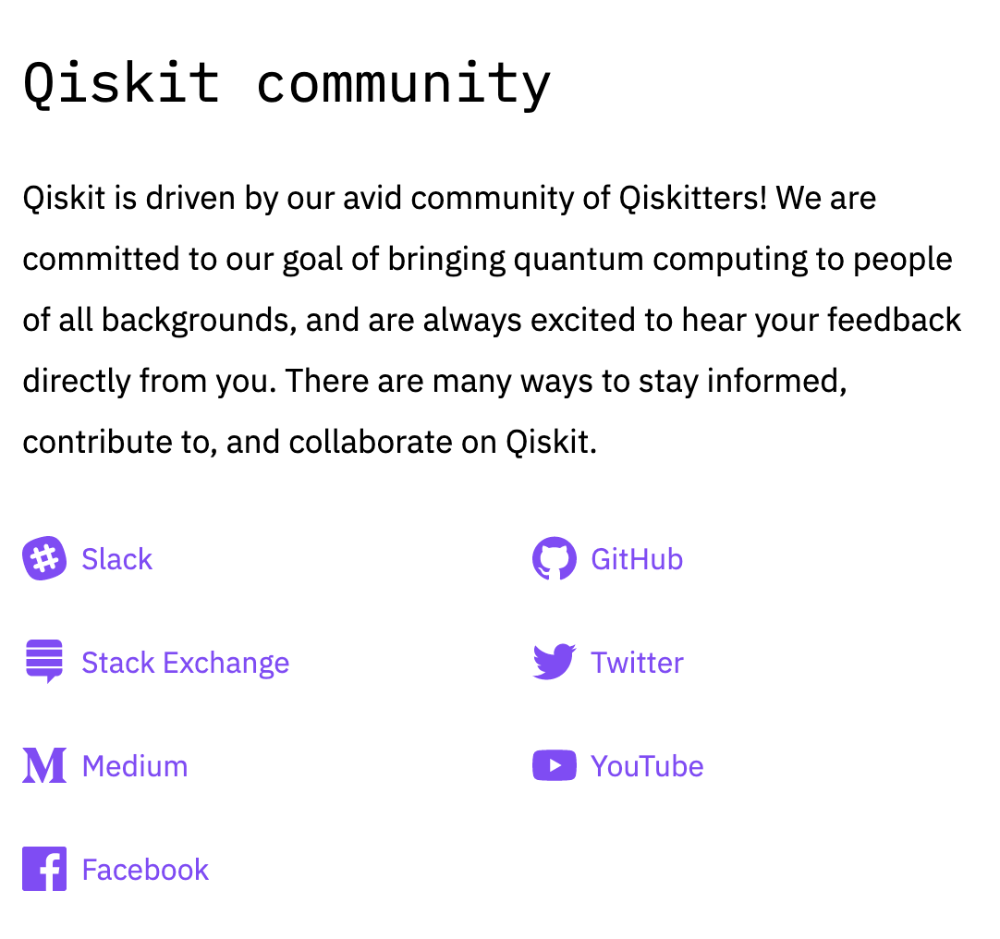 Qiskit community
Qiskit is driven by our avid community of Qiskitters! We are
committed to our goal of bringing quantum computing to people
of all backgrounds, and are always excited to hear your feedback
directly from you. There are many ways to stay informed,
contribute to, and collaborate on Qiskit.
Slack
GitHub
Stack Exchange
Twitter
Medium
YouTube
Facebook